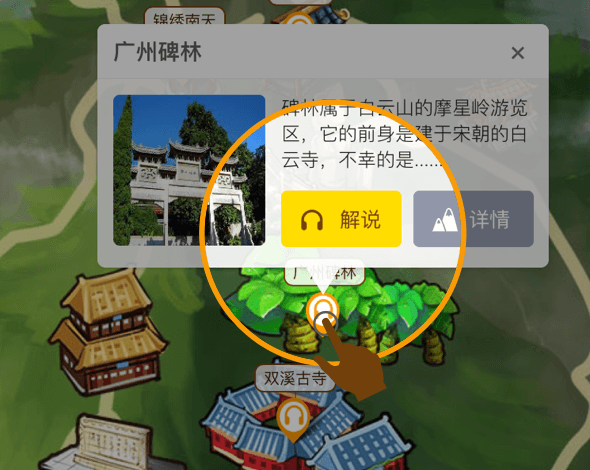 锦绣南天
广州碑林
碑林属于白云山的摩星岭游览
区，它的前身是建于宋朝的白
云寺，不幸的是......
解说
详情
广州碑林
双溪古寺